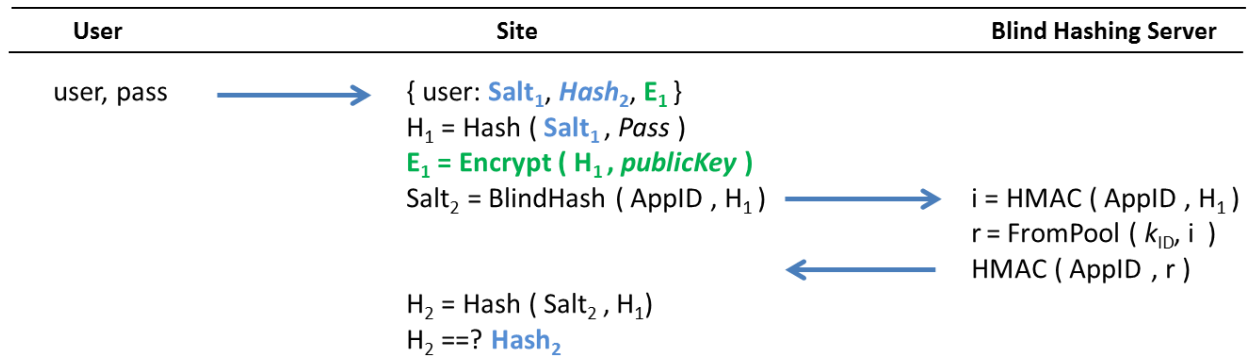 User Site Blind Hashing Server
user, pass { user: Salt₁, Hash₂, E₁ }
H₁ = Hash ( Salt₁ , Pass )
E₁ = Encrypt ( H₁ , publicKey )
Salt₂ = BlindHash ( AppID , H₁ ) i = HMAC ( AppID , H₁ )
r = FromPool ( k_ID, i )
HMAC ( AppID , r )
H₂ = Hash ( Salt₂ , H₁)
H₂ ==? Hash₂